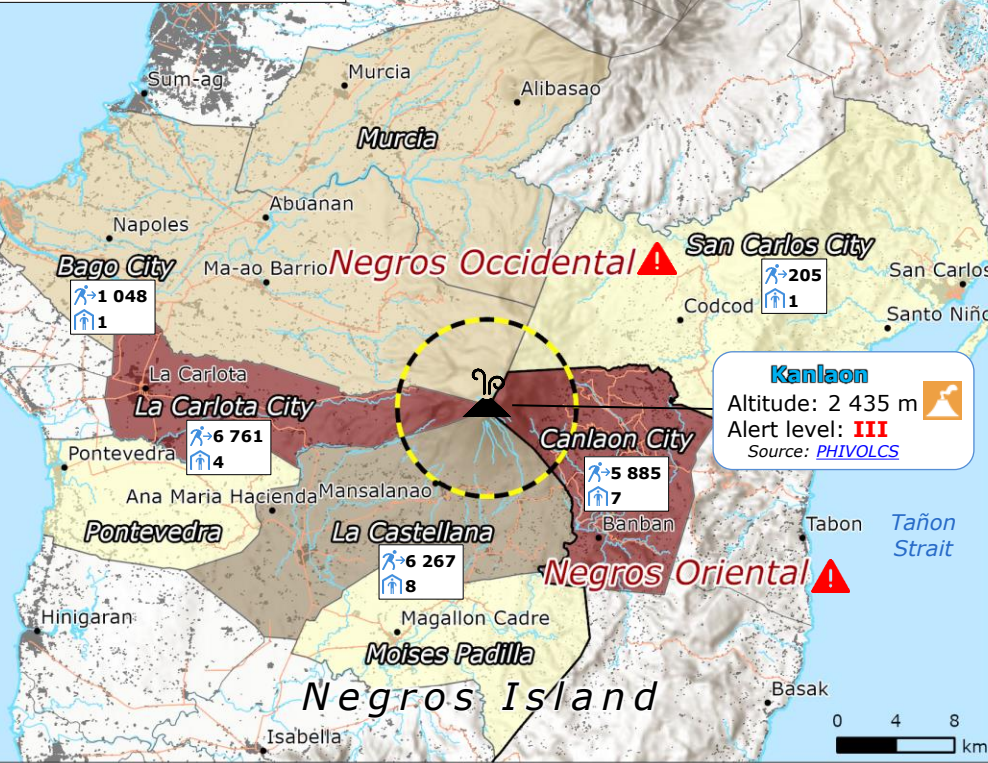 Sum-ag
Murcia
Alibasao
Murcia
Abuanan
Napoles
Bago City
Ma-ao Barrio
Negros Occidental
San Carlos City
1 048
1
205
1
San Carlos
Codcod
Santo Niño
La Carlota
La Carlota City
6 761
4
Kanlaon
Altitude: 2 435 m
Alert level: III
Source: PHIVOLCS
Canlaon City
5 885
7
Pontevedra
Ana Maria Hacienda
Mansalanao
Pontevedra
La Castellana
6 267
8
Banban
Tabon
Tañon
Strait
Negros Oriental
Hinigaran
Magallon Cadre
Moises Padilla
Negros Island
Basak
Isabella
0 4 8
km